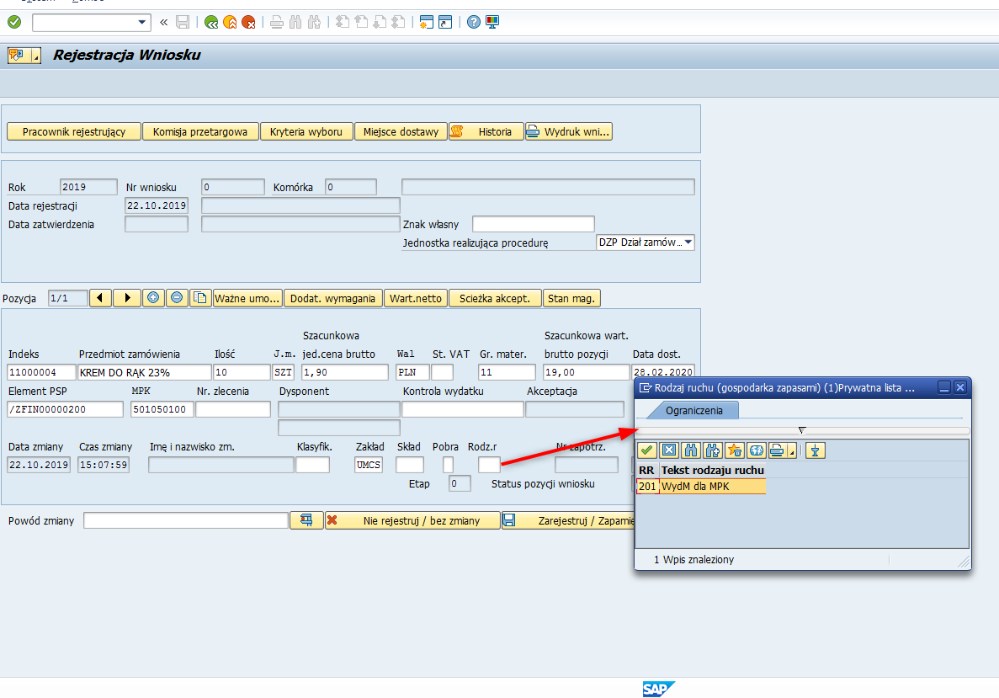 Rejestracja Wniosku
Pracownik rejestrujący Komisja przetargowa Kryteria wyboru Miejsce dostawy Historia Wydruk wni...
Rok 2019 Nr wniosku 0 Komórka 0
Data rejestracji 22.10.2019
Data zatwierdzenia Znak własny
Jednostka realizująca procedurę DZP Dział zamów...
Pozycja 1/1 Ważne umo... Dodat. wymagania Wart.netto Scieżka akcept. Stan mag.
Szacunkowa Szacunkowa wart.
Indeks Przedmiot zamówienia Ilość J.m. jed.cena brutto Wal St. VAT Gr. mater. brutto pozycji Data dost.
11000004 KREM DO RĄK 23% 10 SZT 1,90 PLN 11 19,00 28.02.2020
Element PSP MPK Nr. zlecenia Dysponent Kontrola wydatku Akceptacja
/ZFIN00000200 501050100
Data zmiany Czas zmiany Imę i nazwisko zm. Klasyfik. Zakład Skład Pobra Rodz.r Nr zapotrz.
22.10.2019 15:07:59 UMCS
Etap 0 Status pozycji wniosku
Powód zmiany Nie rejestruj / bez zmiany Zarejestruj / Zapamię
Rodzaj ruchu (gospodarka zapasami) (1)Prywatna lista ...
Ograniczenia
RR Tekst rodzaju ruchu
201 WydM dla MPK
1 Wpis znaleziony
SAP